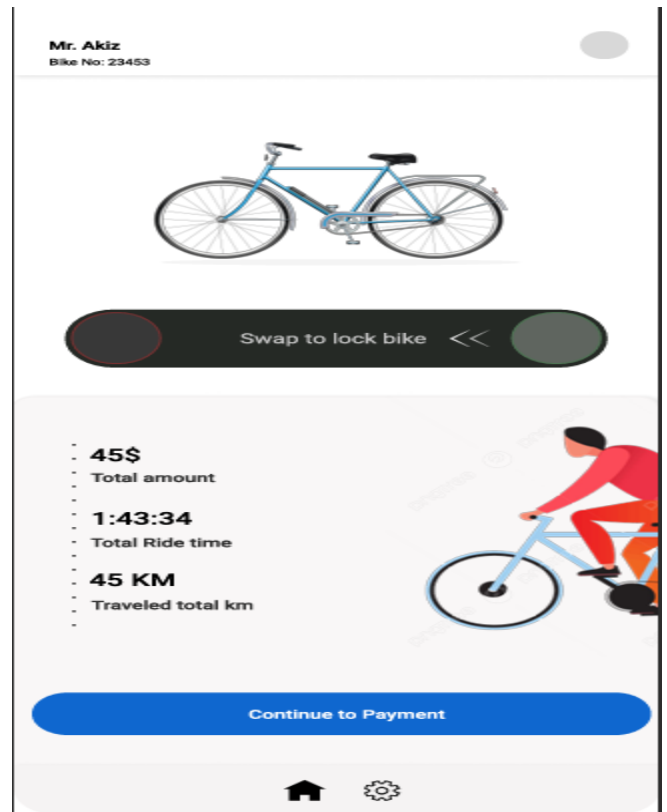 Mr. Akiz
Bike No: 23453
Swap to lock bike <<
45$
Total amount
1:43:34
Total Ride time
45 KM
Traveled total km
Continue to Payment